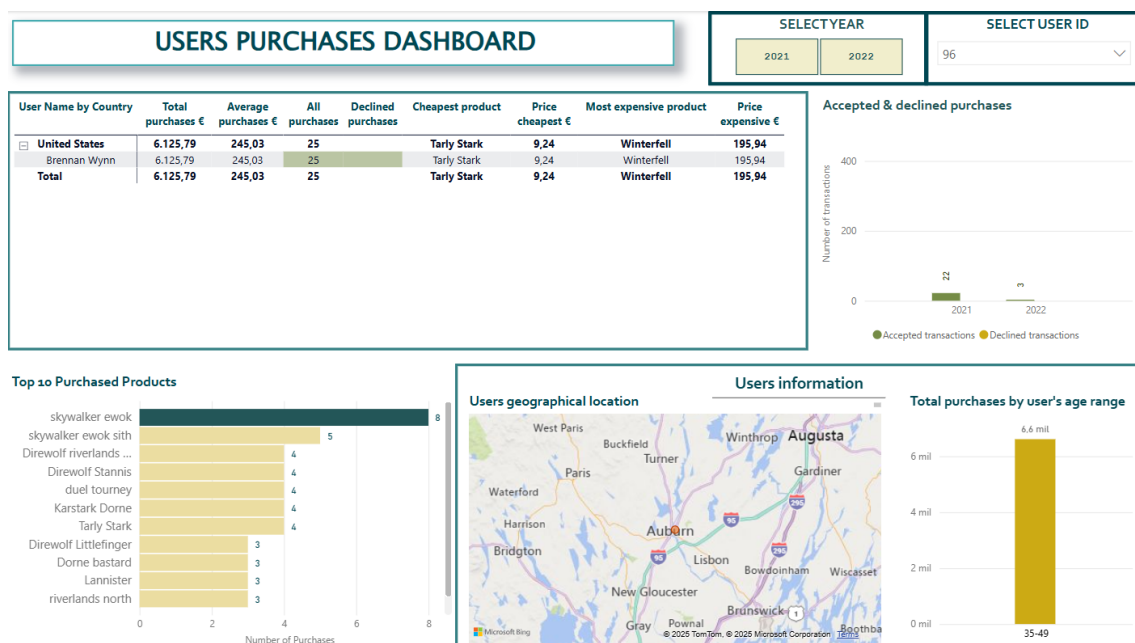 USERS PURCHASES DASHBOARD
SELECT YEAR
2021 2022
SELECT USER ID
96
User Name by Country Total purchases € Average purchases € All purchases Declined purchases Cheapest product Price cheapest € Most expensive product Price expensive €
United States 6.125,79 245,03 25 Tarly Stark 9,24 Winterfell 195,94
Brennan Wynn 6.125,79 245,03 25 Tarly Stark 9,24 Winterfell 195,94
Total 6.125,79 245,03 25 Tarly Stark 9,24 Winterfell 195,94
Accepted & declined purchases
Number of transactions
400
200
0
22
3
2021 2022
Accepted transactions Declined transactions
Top 10 Purchased Products
skywalker ewok 8
skywalker ewok sith 5
Direwolf riverlands ... 4
Direwolf Stannis 4
duel tourney 4
Karstark Dorne 4
Tarly Stark 4
Direwolf Littlefinger 3
Dorne bastard 3
Lannister 3
riverlands north 3
0 2 4 6 8
Number of Purchases
Users information
Users geographical location
West Paris
Buckfield
Winthrop
Augusta
Turner
Paris
Gardiner
Waterford
295
95
Harrison
Auburn
Bridgton
95
295
Lisbon
Bowdoinham
Wiscasset
New Gloucester
Brunswick
1
Gray
Pownal
Boothba
Microsoft Bing
© 2025 TomTom, © 2025 Microsoft Corporation Terms
Total purchases by user's age range
6,6 mil
6 mil
4 mil
2 mil
0 mil
35-49